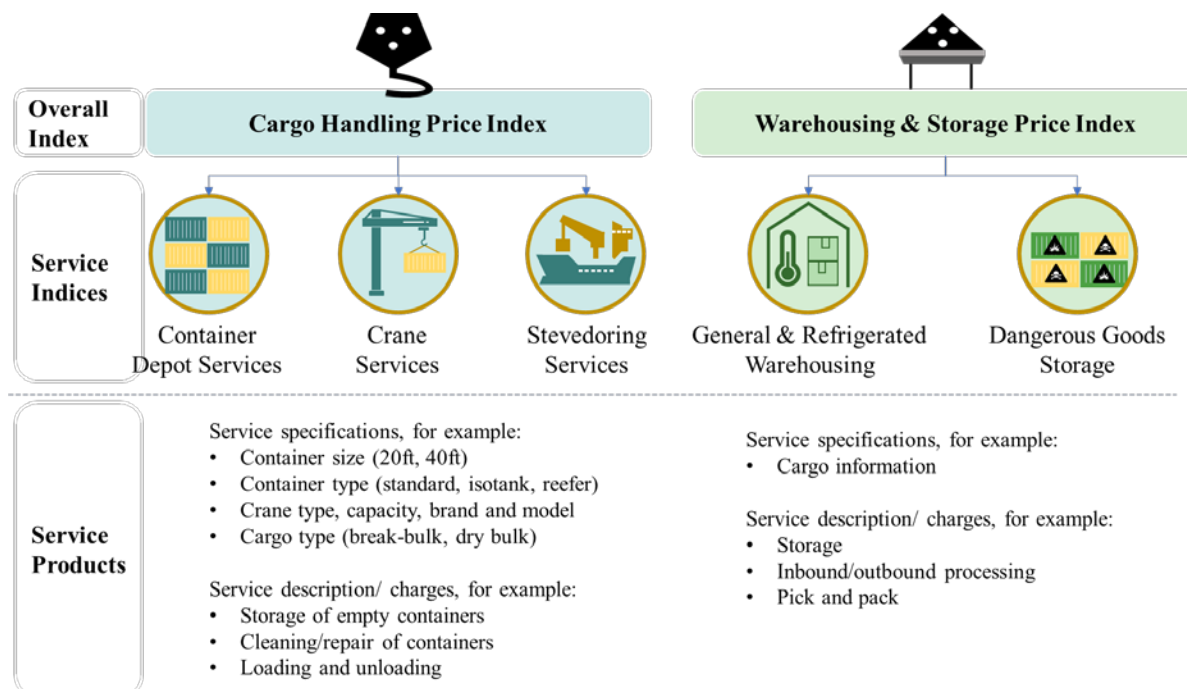 Overall
Index
Cargo Handling Price Index
Warehousing & Storage Price Index
Service
Indices
Container
Depot Services
Crane
Services
Stevedoring
Services
General & Refrigerated
Warehousing
Dangerous Goods
Storage
Service
Products
Service specifications, for example:
• Container size (20ft, 40ft)
• Container type (standard, isotank, reefer)
• Crane type, capacity, brand and model
• Cargo type (break-bulk, dry bulk)
Service description/ charges, for example:
• Storage of empty containers
• Cleaning/repair of containers
• Loading and unloading
Service specifications, for example:
• Cargo information
Service description/ charges, for example:
• Storage
• Inbound/outbound processing
• Pick and pack